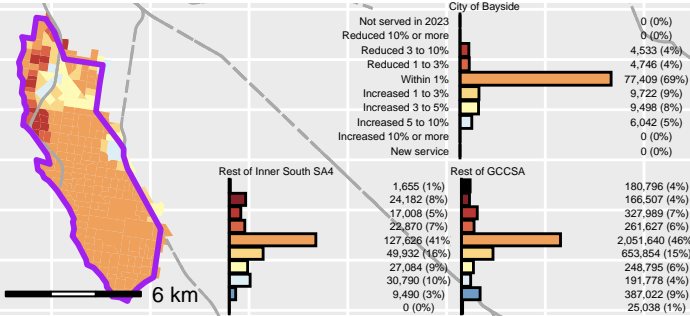 City of Bayside
Not served in 2023 0 (0%)
Reduced 10% or more 0 (0%)
Reduced 3 to 10% 4,533 (4%)
Reduced 1 to 3% 4,746 (4%)
Within 1% 77,409 (69%)
Increased 1 to 3% 9,722 (9%)
Increased 3 to 5% 9,498 (8%)
Increased 5 to 10% 6,042 (5%)
Increased 10% or more 0 (0%)
New service 0 (0%)
Rest of Inner South SA4
1,655 (1%)
24,182 (8%)
17,008 (5%)
22,870 (7%)
127,626 (41%
49,932 (16%)
27,084 (9%)
30,790 (10%)
9,490 (3%)
0 (0%)
Rest of GCCSA
180,796 (4%)
166,507 (4%)
327,989 (7%)
261,627 (6%)
2,051,640 (46%
653,854 (15%)
248,795 (6%)
191,778 (4%)
387,022 (9%)
25,038 (1%)
6 km